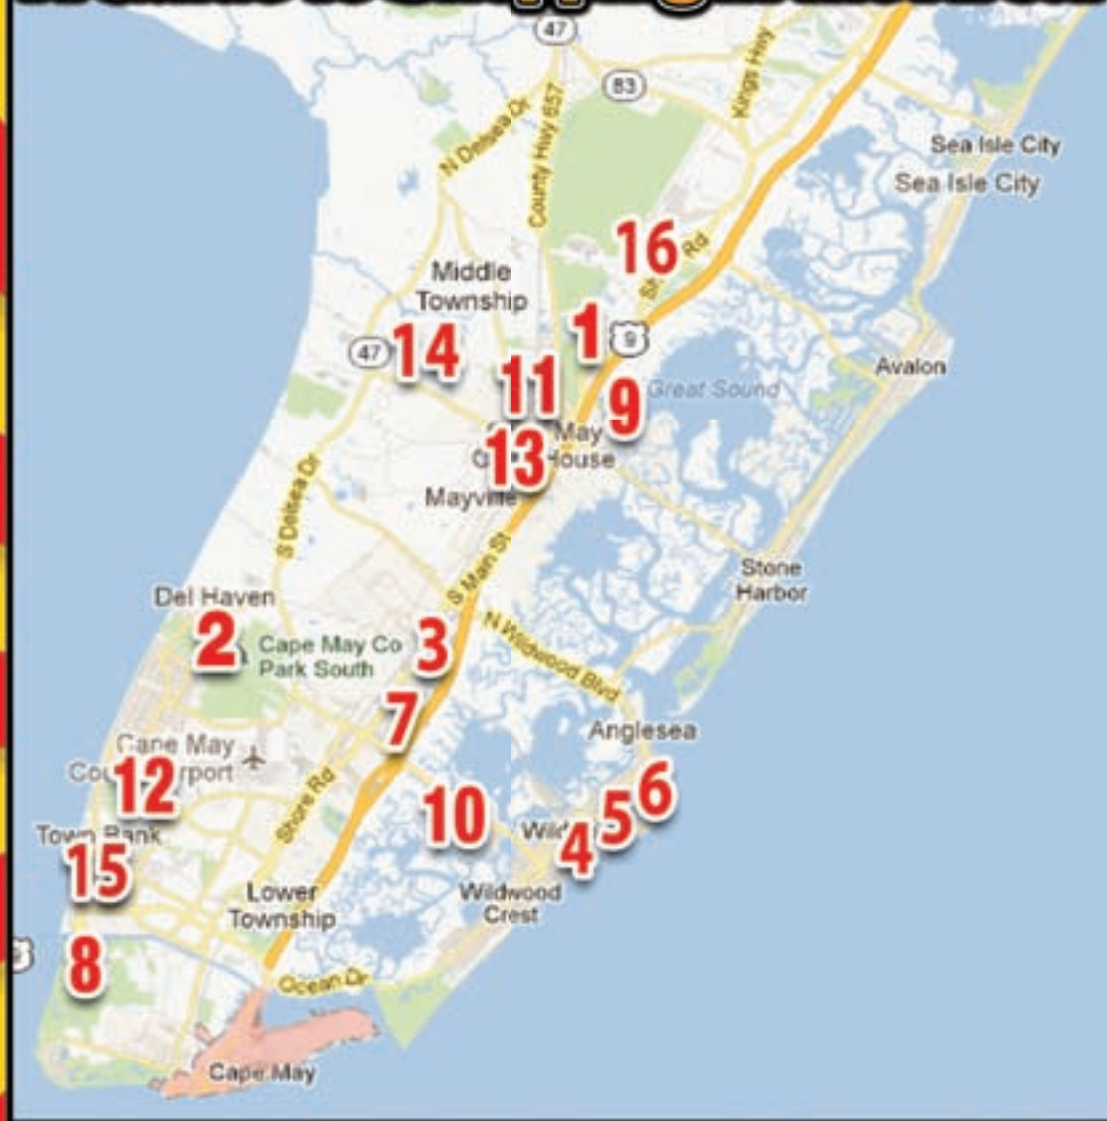 47
83
Kings Hwy
N Delsea Dr
County Hwy 657
Sea Isle City
Sea Isle City
16
Rd
Middle
Township
1
9
47
14
11
9
Great Sound
Avalon
May
13
House
Mayville
S Delsea Dr
S Main St
Stone
Harbor
Del Haven
2
Cape May Co
Park South
3
N Wildwood Blvd
7
Anglesea
Cape May
12
6
10
5
4
Shore Rd
Town Bank
15
Lower
Township
Wildwood
Crest
8
Ocean Dr
Cape May